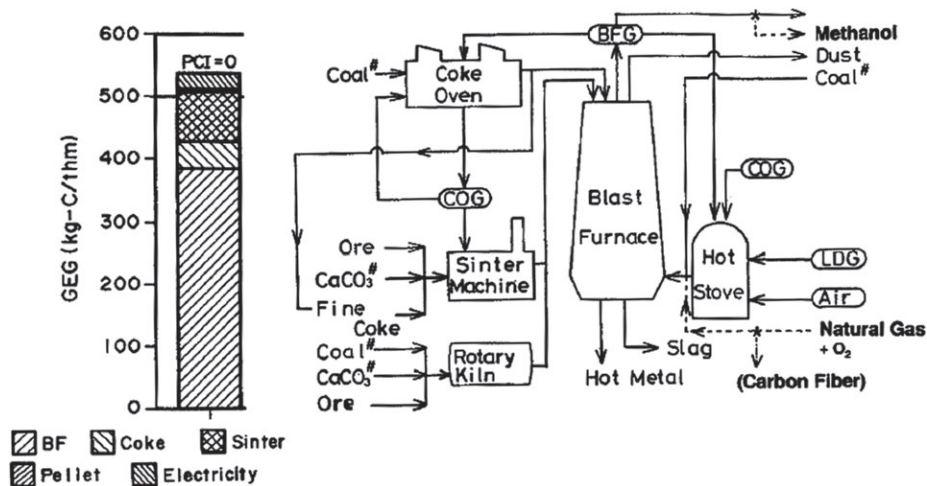 600
500
400
300
200
100
0
GEG (kg-C/thm)
PCI=0
BF
Coke
Sinter
Pellet
Electricity
BFG
Methanol
Dust
Coal#
Coal#
Coke
Oven
COG
COG
Blast
Furnace
Hot
Stove
LDG
Air
Ore
CaCO3#
Fine
Coke
Sinter
Machine
Coal#
CaCO3#
Ore
Rotary
Kiln
Hot Metal
Slag
Natural Gas
+ O2
(Carbon Fiber)